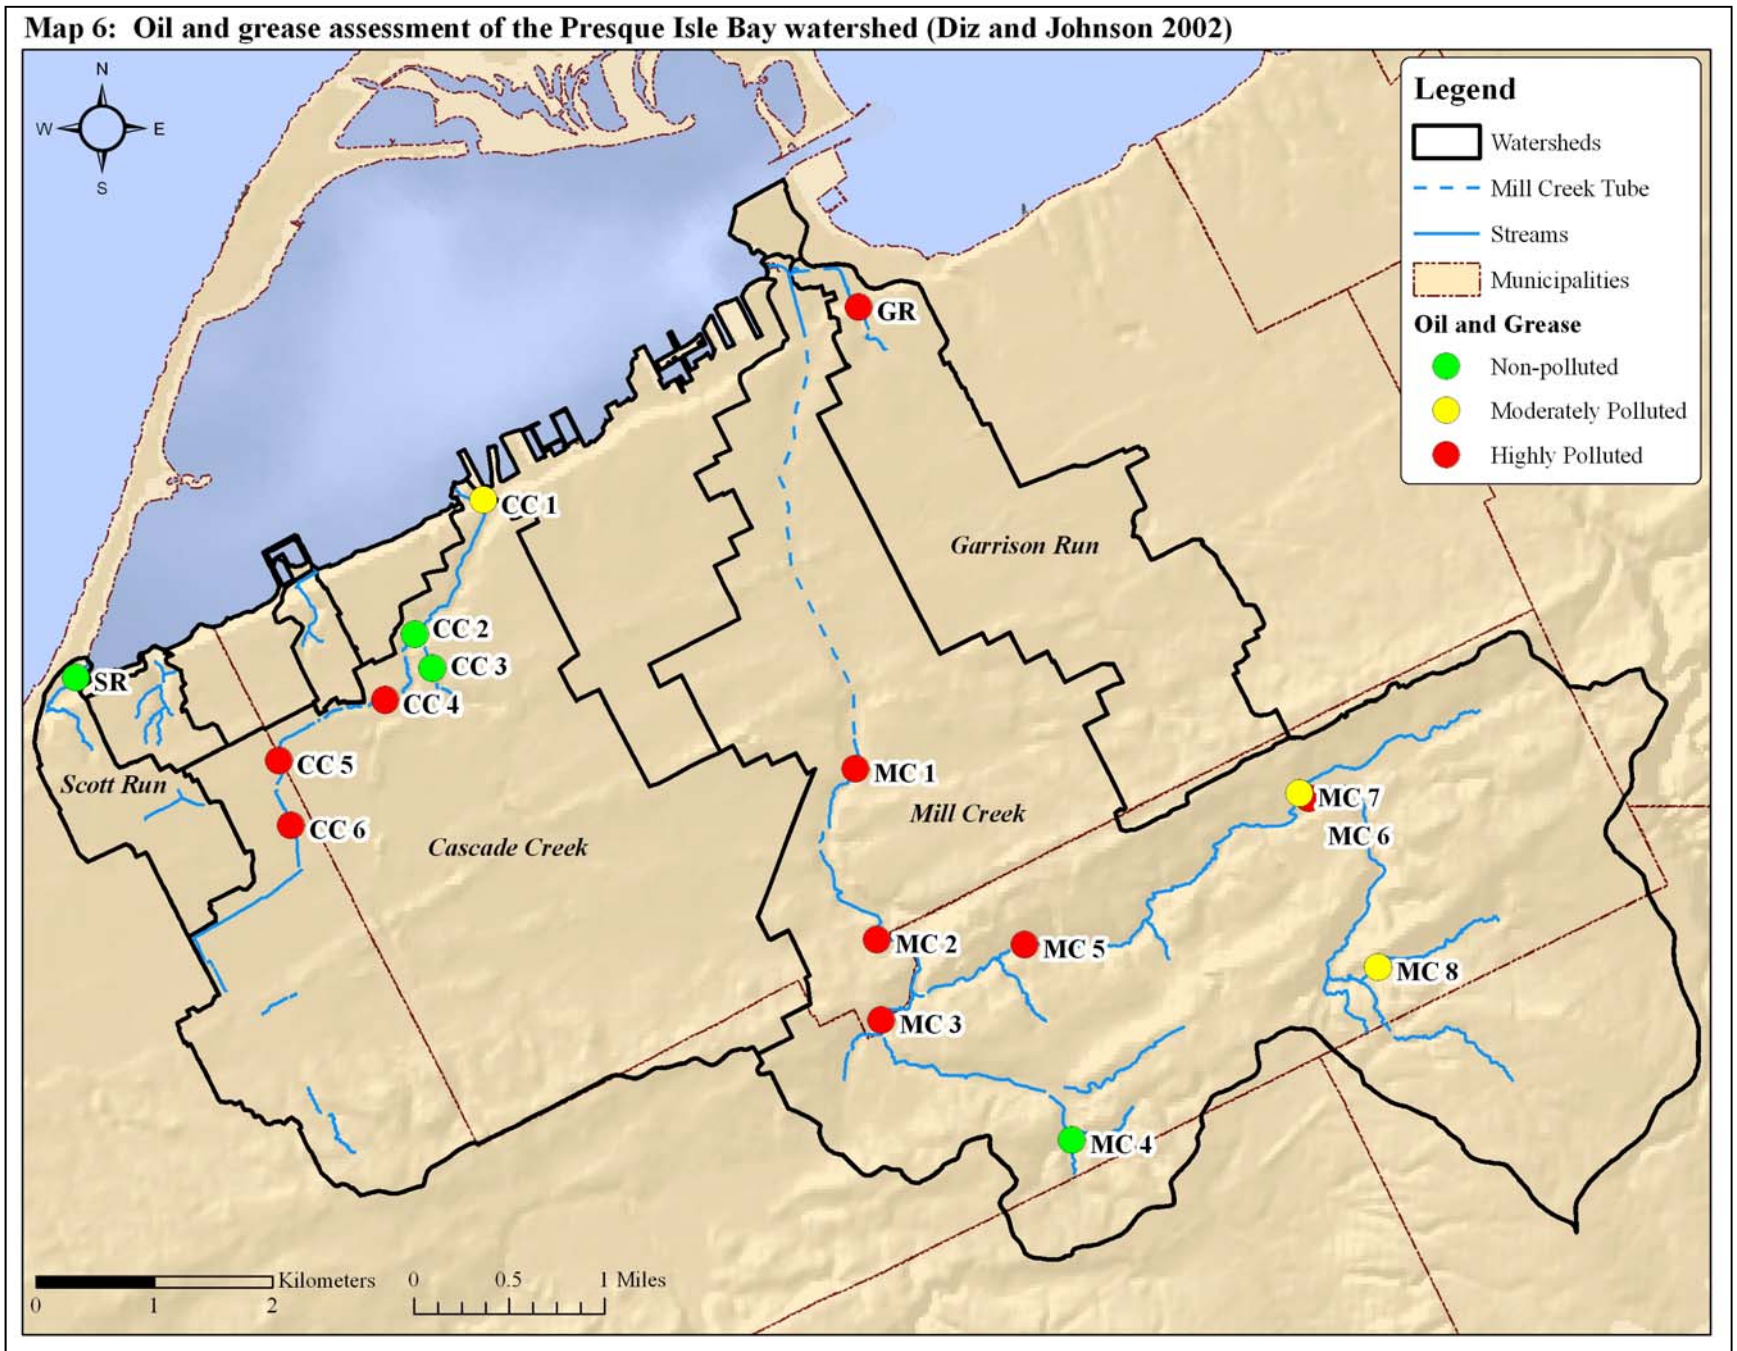 Map 6: Oil and grease assessment of the Presque Isle Bay watershed (Diz and Johnson 2002)
N
W E
S
Legend
Watersheds
Mill Creek Tube
Streams
Municipalities
Oil and Grease
Non-polluted
Moderately Polluted
Highly Polluted
GR
CC 1
Garrison Run
CC 2
CC 3
SR
CC 4
CC 5
MC 1
Scott Run
MC 7
Mill Creek
CC 6
MC 6
Cascade Creek
MC 2
MC 5
MC 8
MC 3
MC 4
Kilometers
0 1 2
0 0.5 1 Miles